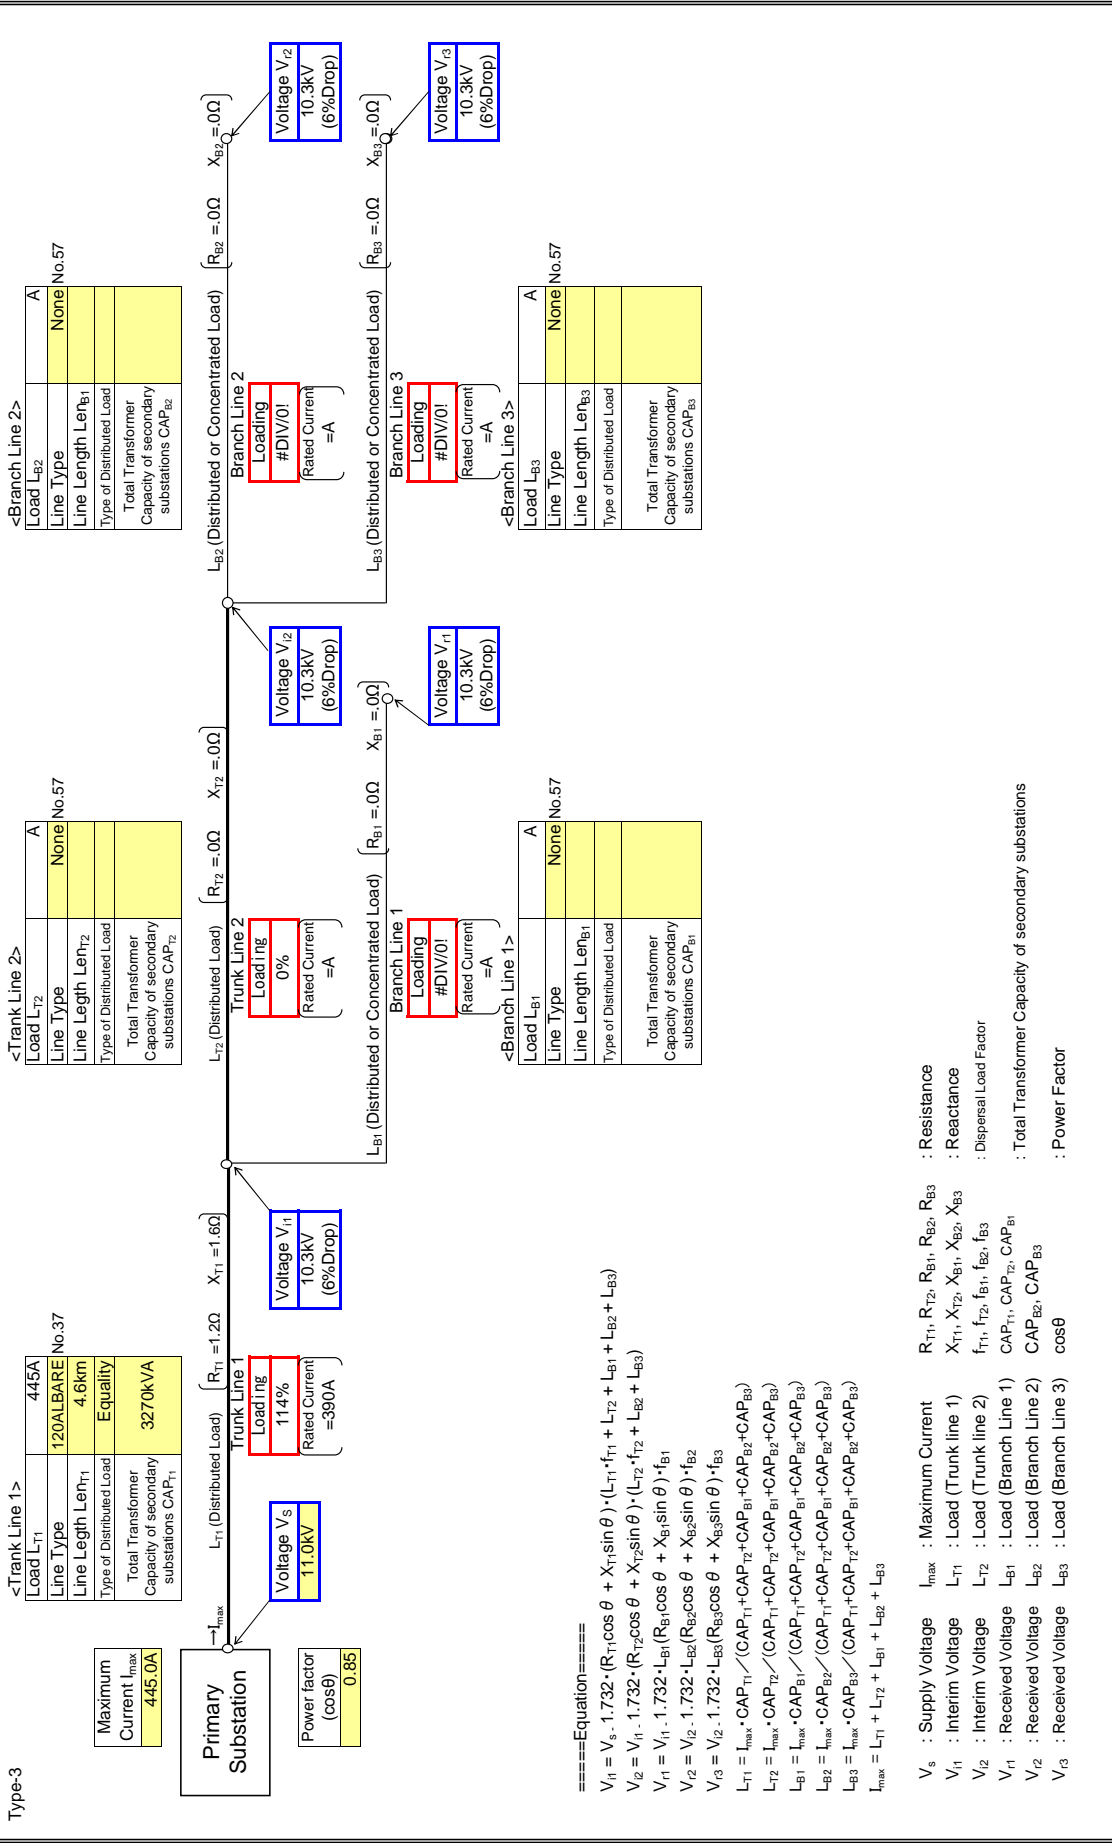 Type-3
Maximum
Current Imax
445.0A
Primary
Substation
Power factor
(cosθ)
0.85
→Imax
Voltage VS
11.0kV
<Trank Line 1>
Load LT1 445A
Line Type 120ALBARE No.37
Line Legth LenT1 4.6km
Type of Distributed Load Equality
Total Transformer
Capacity of secondary
substations CAPT1
3270kVA
LT1 (Distributed Load)
RT1 =1.2Ω XT1 =1.6Ω
Trunk Line 1
Loading
114%
Rated Current
=390A
Voltage Vi1
10.3kV
(6%Drop)
<Trank Line 2>
Load LT2 A
Line Type None No.57
Line Length LenT2
Type of Distributed Load
Total Transformer
Capacity of secondary
substations CAPT2
LT2 (Distributed Load)
RT2 =.0Ω XT2 =.0Ω
Trunk Line 2
Loading
0%
Rated Current
=A
Voltage Vi2
10.3kV
(6%Drop)
LB1 (Distributed or Concentrated Load)
RB1 =.0Ω XB1 =.0Ω
Branch Line 1
Loading
#DIV/0!
Rated Current
=A
Voltage Vr1
10.3kV
(6%Drop)
<Branch Line 1>
Load LB1 A
Line Type None No.57
Line Length LenB1
Type of Distributed Load
Total Transformer
Capacity of secondary
substations CAPB1
<Branch Line 2>
Load LB2 A
Line Type None No.57
Line Length LenB1
Type of Distributed Load
Total Transformer
Capacity of secondary
substations CAPB2
LB2 (Distributed or Concentrated Load)
RB2 =.0Ω XB2 =.0Ω
Branch Line 2
Loading
#DIV/0!
Rated Current
=A
Voltage Vr2
10.3kV
(6%Drop)
LB3 (Distributed or Concentrated Load)
RB3 =.0Ω XB3 =.0Ω
Branch Line 3
Loading
#DIV/0!
Rated Current
=A
Voltage Vr3
10.3kV
(6%Drop)
<Branch Line 3>
Load LB3 A
Line Type None No.57
Line Length LenB3
Type of Distributed Load
Total Transformer
Capacity of secondary
substations CAPB3
=====Equation=====
Vi1 = Vs - 1.732・(RT1cos θ + XT1sin θ)・(LT1・fT1 + LT2 + LB1 + LB2 + LB3)
Vi2 = Vi1 - 1.732・(RT2cos θ + XT2sin θ)・(LT2・fT2 + LB2 + LB3)
Vr1 = Vi1 - 1.732・LB1(RB1cos θ + XB1sin θ)・fB1
Vr2 = Vi2 - 1.732・LB2(RB2cos θ + XB2sin θ)・fB2
Vr3 = Vi2 - 1.732・LB3(RB3cos θ + XB3sin θ)・fB3
LT1 = Imax・CAPT1／(CAPT1+CAPT2+CAPB1+CAPB2+CAPB3)
LT2 = Imax・CAPT2／(CAPT1+CAPT2+CAPB1+CAPB2+CAPB3)
LB1 = Imax・CAPB1／(CAPT1+CAPT2+CAPB1+CAPB2+CAPB3)
LB2 = Imax・CAPB2／(CAPT1+CAPT2+CAPB1+CAPB2+CAPB3)
LB3 = Imax・CAPB3／(CAPT1+CAPT2+CAPB1+CAPB2+CAPB3)
Imax = LT1 + LT2 + LB1 + LB2 + LB3
Vs : Supply Voltage Imax : Maximum Current RT1, RT2, RB1, RB2, RB3 : Resistance
Vi1 : Interim Voltage LT1 : Load (Trunk line 1) XT1, XT2, XB1, XB2, XB3 : Reactance
Vi2 : Interim Voltage LT2 : Load (Trunk line 2) fT1, fT2, fB1, fB2, fB3 : Dispersal Load Factor
Vr1 : Received Voltage LB1 : Load (Branch Line 1) CAPT1, CAPT2, CAPB1 : Total Transformer Capacity of secondary substations
Vr2 : Received Voltage LB2 : Load (Branch Line 2) CAPB2, CAPB3
Vr3 : Received Voltage LB3 : Load (Branch Line 3) cosθ : Power Factor